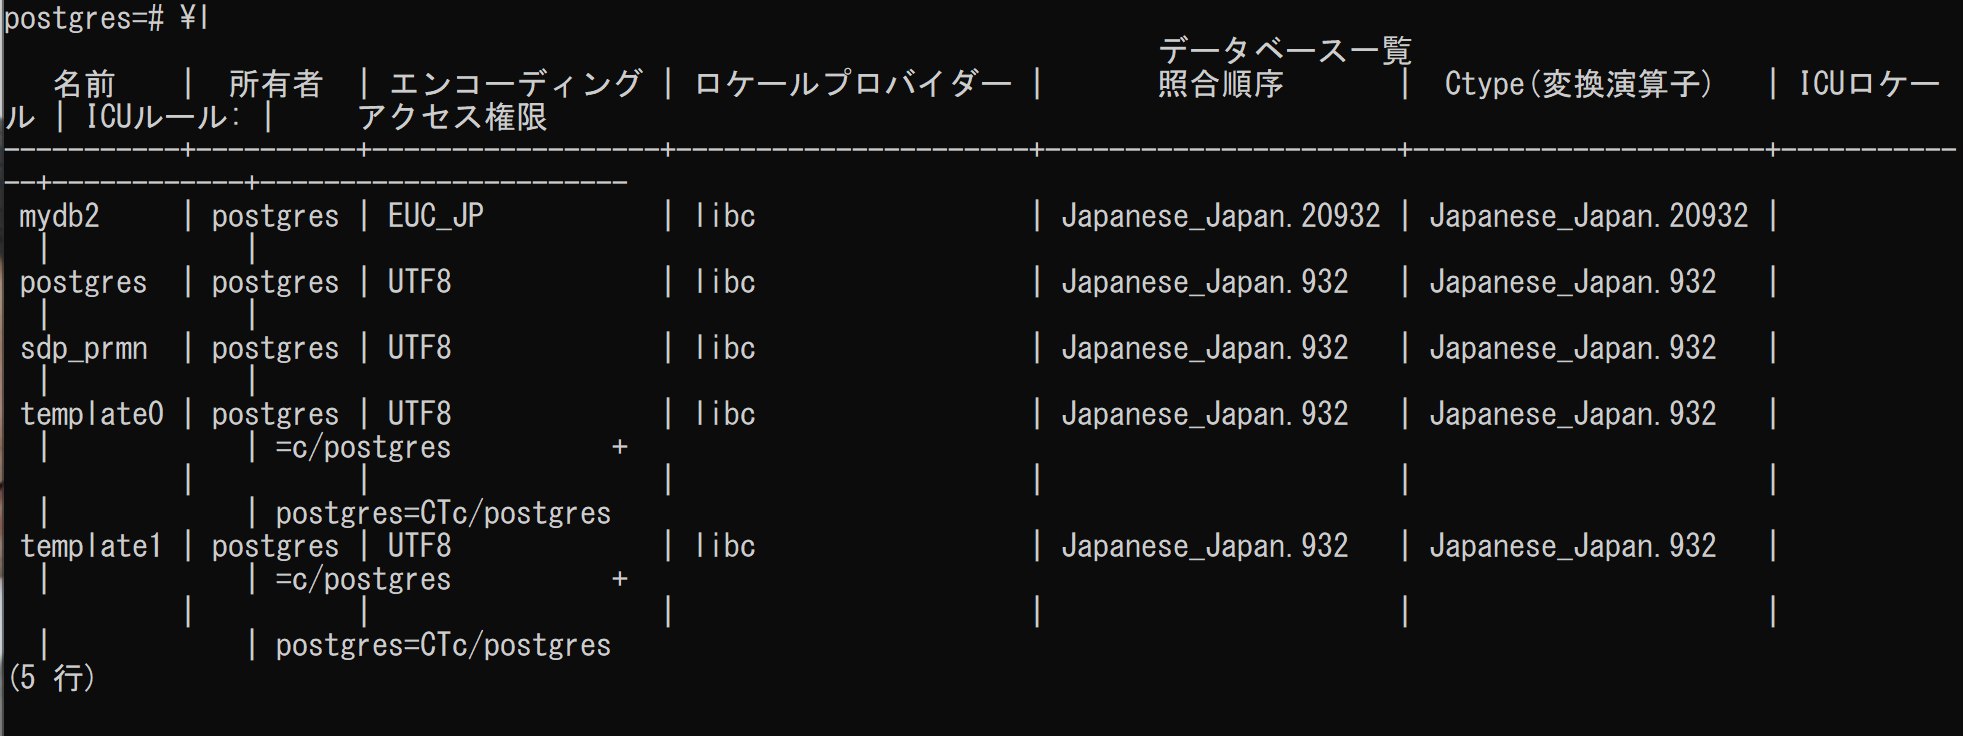 postgres=# ¥l
データベース一覧
名前 | 所有者 | エンコーディング | ロケールプロバイダー | 照合順序 | Ctype(変換演算子) | ICUロケー
ル | ICUルール: | アクセス権限
-----------+----------+------------------+----------------------+----------------------+----------------------+-----------
--+------------+-----------------------
mydb2 | postgres | EUC_JP | libc | Japanese_Japan.20932 | Japanese_Japan.20932 |
| |
postgres | postgres | UTF8 | libc | Japanese_Japan.932 | Japanese_Japan.932 |
| |
sdp_prmn | postgres | UTF8 | libc | Japanese_Japan.932 | Japanese_Japan.932 |
| |
template0 | postgres | UTF8 | libc | Japanese_Japan.932 | Japanese_Japan.932 |
| | =c/postgres +
| | | | | |
| | postgres=CTc/postgres
template1 | postgres | UTF8 | libc | Japanese_Japan.932 | Japanese_Japan.932 |
| | =c/postgres +
| | | | | |
| | postgres=CTc/postgres
(5 行)